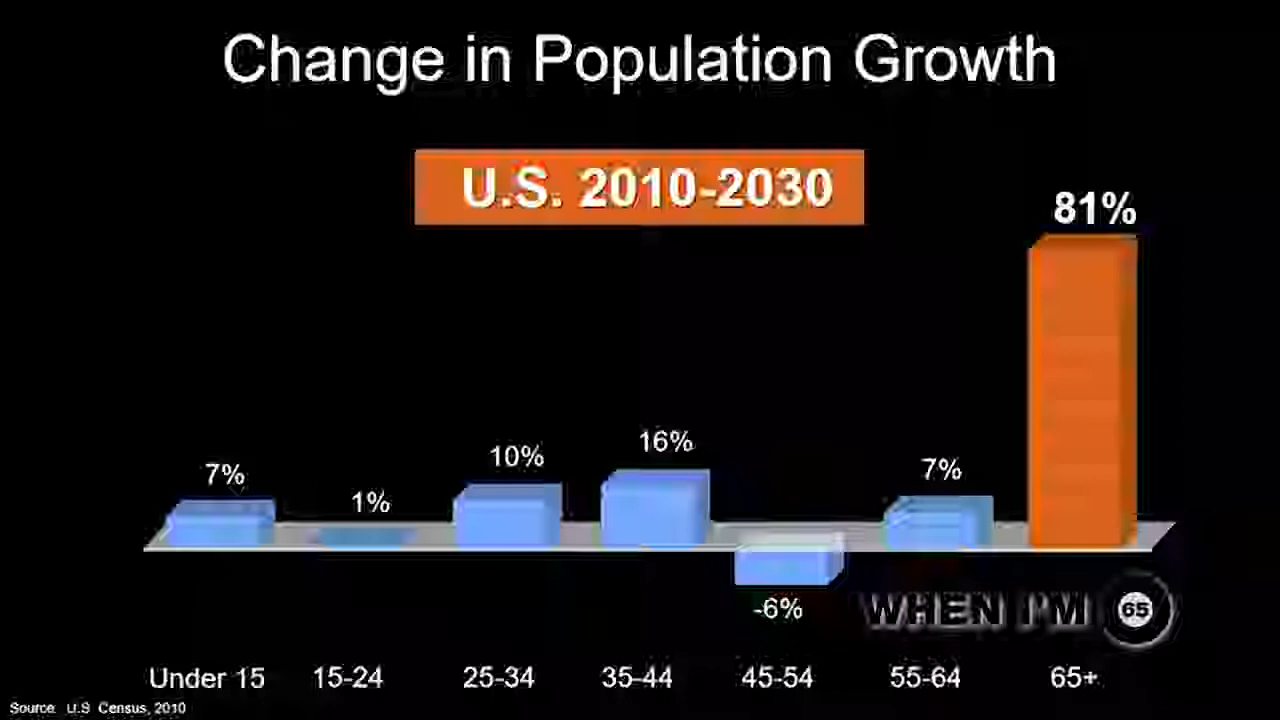 Change in Population Growth
U.S. 2010-2030
81%
16%
10%
7%
7%
1%
-6%
WHEN I'M 65
Under 15 15-24 25-34 35-44 45-54 55-64 65+
Source: U.S. Census, 2010